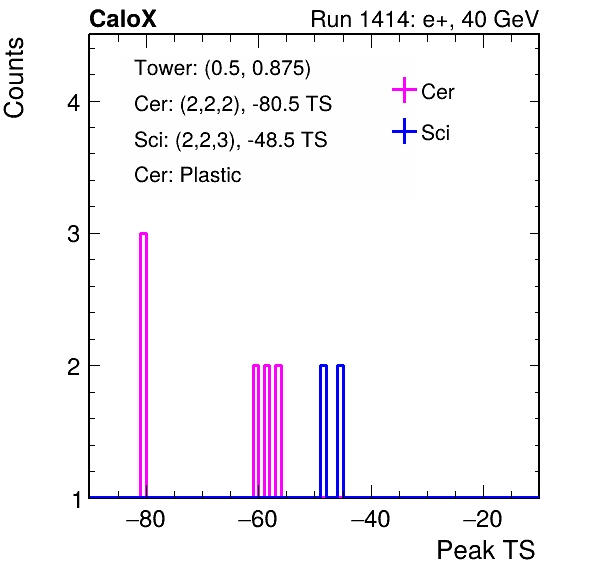 CaloX Run 1414: e+, 40 GeV
Counts
Tower: (0.5, 0.875)
Cer: (2,2,2), -80.5 TS
Sci: (2,2,3), -48.5 TS
Cer: Plastic
Cer
Sci
4
3
2
1
−80 −60 −40 −20
Peak TS